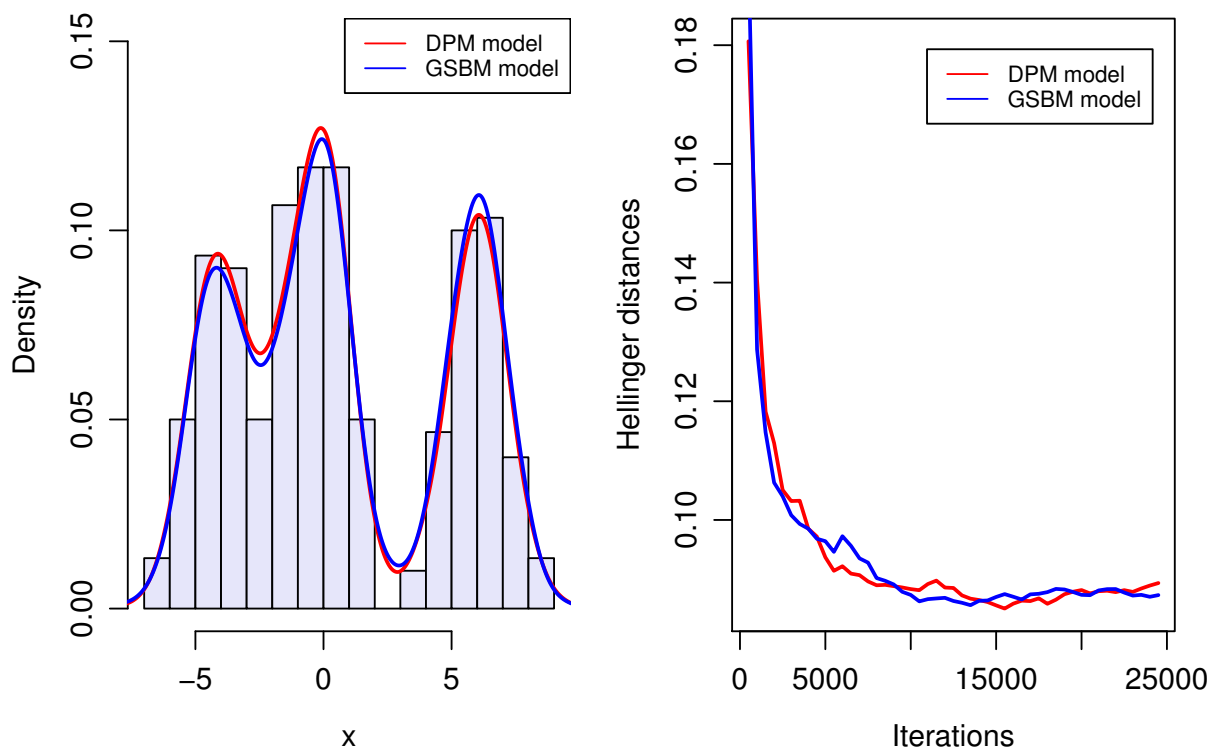 DPM model
GSBM model
0.15
0.10
0.05
0.00
Density
−5 0 5
x
DPM model
GSBM model
0.18
0.16
0.14
0.12
0.10
Hellinger distances
0 5000 15000 25000
Iterations